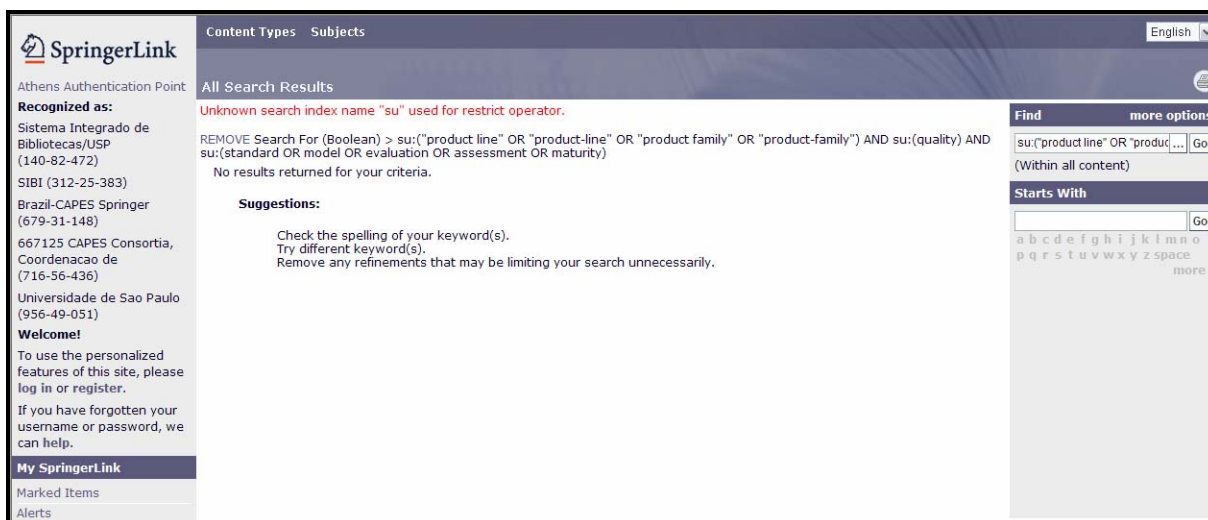 SpringerLink
Athens Authentication Point
Recognized as:
Sistema Integrado de
Bibliotecas/USP
(140-82-472)
SIBI (312-25-383)
Brazil-CAPES Springer
(679-31-148)
667125 CAPES Consortia,
Coordenacao de
(716-56-436)
Universidade de Sao Paulo
(956-49-051)
Welcome!
To use the personalized
features of this site, please
log in or register.
If you have forgotten your
username or password, we
can help.
My SpringerLink
Marked Items
Alerts
Content Types Subjects
English
All Search Results
Unknown search index name "su" used for restrict operator.
REMOVE Search For (Boolean) > su:("product line" OR "product-line" OR "product family" OR "product-family") AND su:(quality) AND
su:(standard OR model OR evaluation OR assessment OR maturity)
No results returned for your criteria.
Suggestions:
Check the spelling of your keyword(s).
Try different keyword(s).
Remove any refinements that may be limiting your search unnecessarily.
Find more options
su:("product line" OR "produc ... Go
(Within all content)
Starts With
Go
a b c d e f g h i j k l m n o
p q r s t u v w x y z space
more